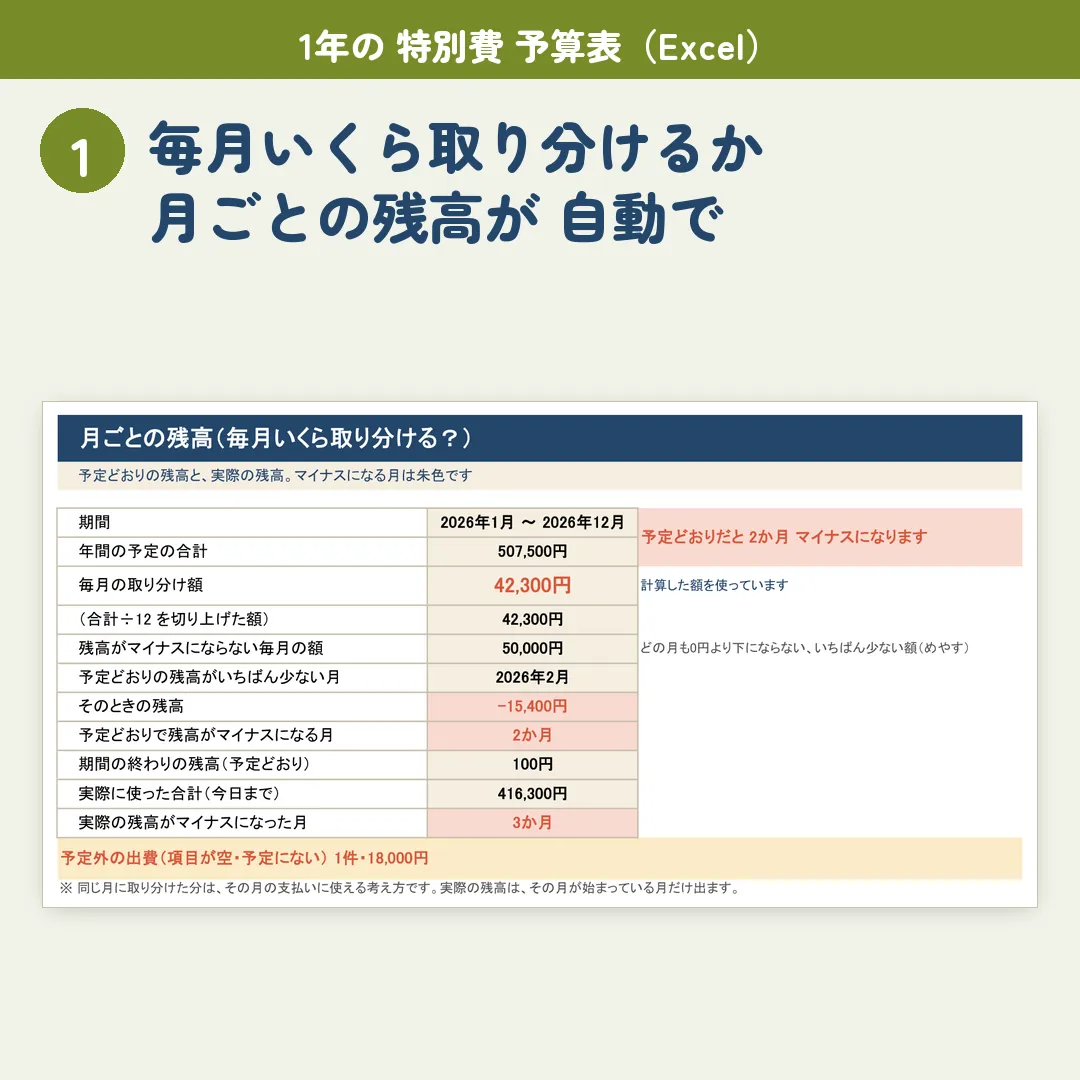 1年の 特別費 予算表（Excel）
1
毎月いくら取り分けるか
月ごとの残高が 自動で
月ごとの残高（毎月いくら取り分ける？）
予定どおりの残高と、実際の残高。マイナスになる月は朱色です
期間 2026年1月 ～ 2026年12月
予定どおりだと 2か月 マイナスになります
年間の予定の合計 507,500円
毎月の取り分け額 42,300円 計算した額を使っています
（合計÷12 を切り上げた額） 42,300円
残高がマイナスにならない毎月の額 50,000円 どの月も0円より下にならない、いちばん少ない額（めやす）
予定どおりの残高がいちばん少ない月 2026年2月
そのときの残高 −15,400円
予定どおりで残高がマイナスになる月 2か月
期間の終わりの残高（予定どおり） 100円
実際に使った合計（今日まで） 416,300円
実際の残高がマイナスになった月 3か月
予定外の出費（項目が空・予定にない） 1件・18,000円
※ 同じ月に取り分けた分は、その月の支払いに使える考え方です。実際の残高は、その月が始まっている月だけ出ます。